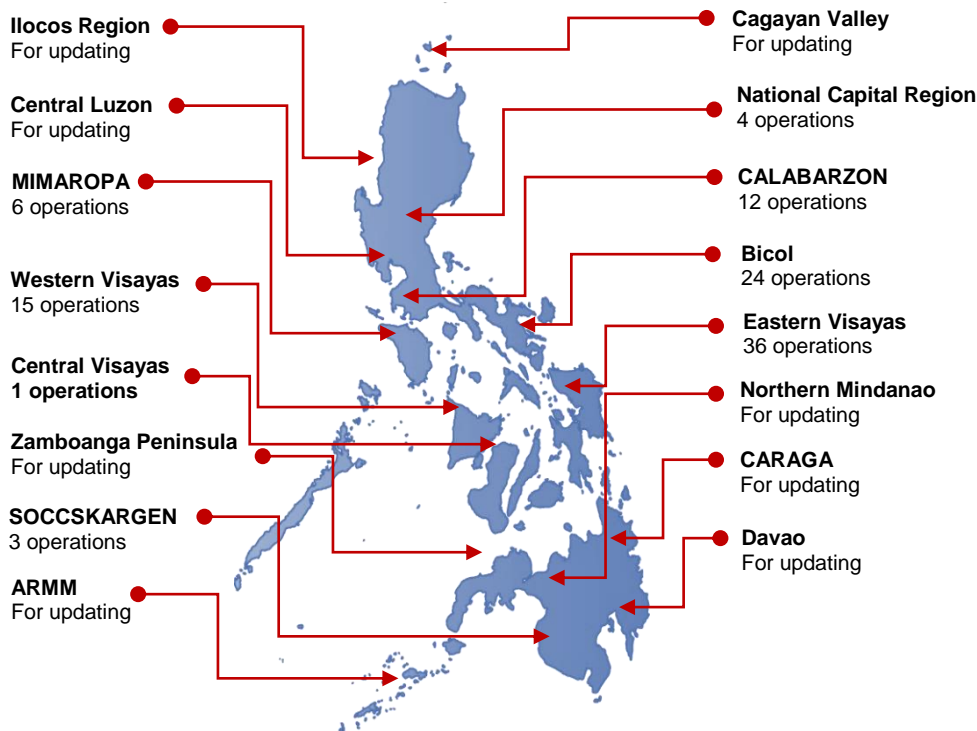 Ilocos Region
For updating
Central Luzon
For updating
MIMAROPA
6 operations
Western Visayas
15 operations
Central Visayas
1 operations
Zamboanga Peninsula
For updating
SOCCSKARGEN
3 operations
ARMM
For updating
Cagayan Valley
For updating
National Capital Region
4 operations
CALABARZON
12 operations
Bicol
24 operations
Eastern Visayas
36 operations
Northern Mindanao
For updating
CARAGA
For updating
Davao
For updating